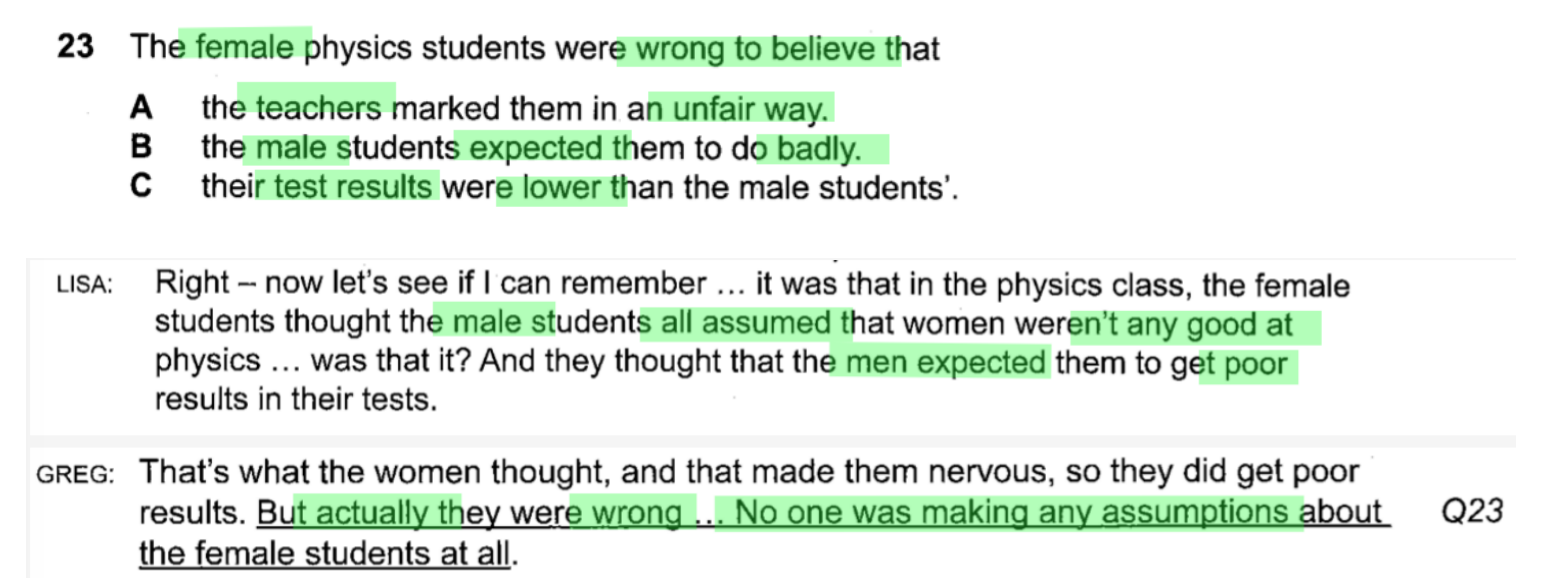 23 The female physics students were wrong to believe that
A the teachers marked them in an unfair way.
B the male students expected them to do badly.
C their test results were lower than the male students'.
LISA: Right – now let's see if I can remember ... it was that in the physics class, the female
students thought the male students all assumed that women weren't any good at
physics ... was that it? And they thought that the men expected them to get poor
results in their tests.
GREG: That's what the women thought, and that made them nervous, so they did get poor
results. But actually they were wrong ... No one was making any assumptions about Q23
the female students at all.